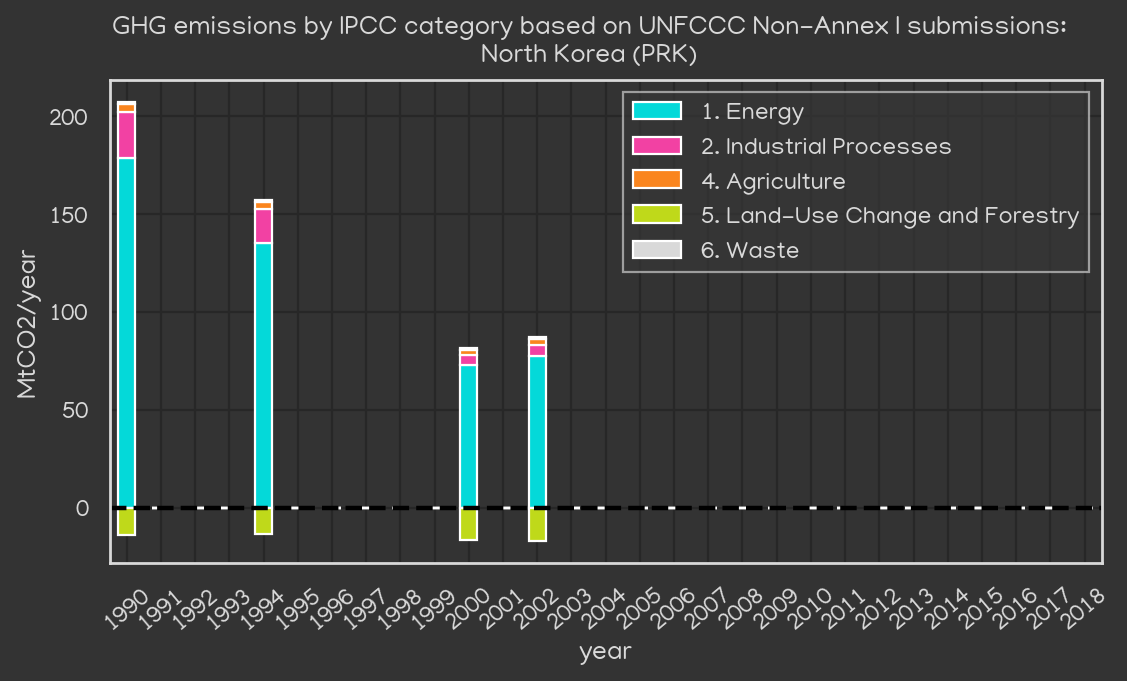 GHG emissions by IPCC category based on UNFCCC Non-Annex I submissions:
North Korea (PRK)
1. Energy
2. Industrial Processes
4. Agriculture
5. Land-Use Change and Forestry
6. Waste
MtCO2/year
200
150
100
50
0
1990 1991 1992 1993 1994 1995 1996 1997 1998 1999 2000 2001 2002 2003 2004 2005 2006 2007 2008 2009 2010 2011 2012 2013 2014 2015 2016 2017 2018
year